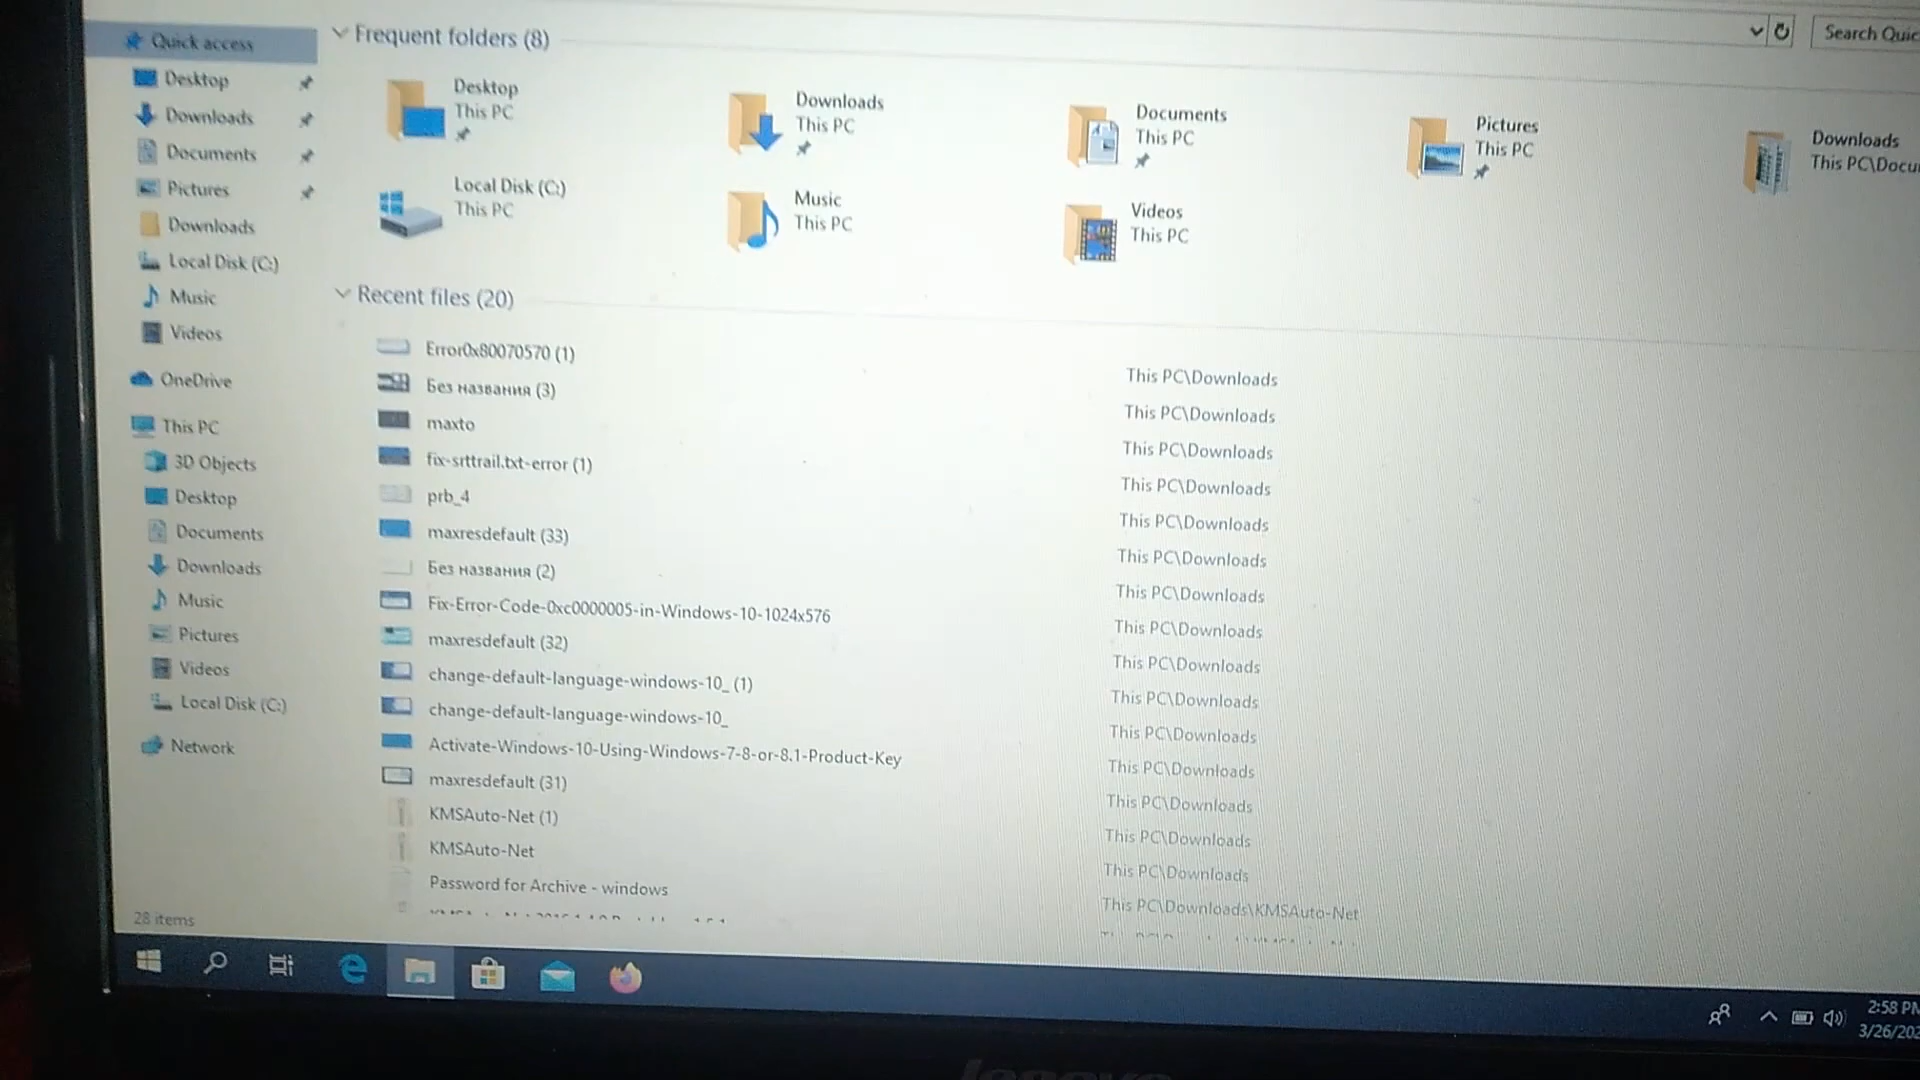 Search Quic
Quick access
Desktop
Downloads
Documents
Pictures
Downloads
Local Disk (C:)
Music
Videos
OneDrive
This PC
3D Objects
Desktop
Documents
Downloads
Music
Pictures
Videos
Local Disk (C:)
Network
28 items
Frequent folders (8)
Desktop
This PC
Downloads
This PC
Documents
This PC
Pictures
This PC
Downloads
This PC\Docu
Local Disk (C:)
This PC
Music
This PC
Videos
This PC
Recent files (20)
Error0x80070570 (1) This PC\Downloads
Без названия (3) This PC\Downloads
maxto This PC\Downloads
fix-srttrail.txt-error (1) This PC\Downloads
prb_4 This PC\Downloads
maxresdefault (33) This PC\Downloads
Без названия (2) This PC\Downloads
Fix-Error-Code-0xc0000005-in-Windows-10-1024x576 This PC\Downloads
maxresdefault (32) This PC\Downloads
change-default-language-windows-10_ (1) This PC\Downloads
change-default-language-windows-10_ This PC\Downloads
Activate-Windows-10-Using-Windows-7-8-or-8.1-Product-Key This PC\Downloads
maxresdefault (31) This PC\Downloads
KMSAuto-Net (1) This PC\Downloads
KMSAuto-Net This PC\Downloads
Password for Archive - windows This PC\Downloads\KMSAuto-Net
2:58 PM
3/26/202
lenovo